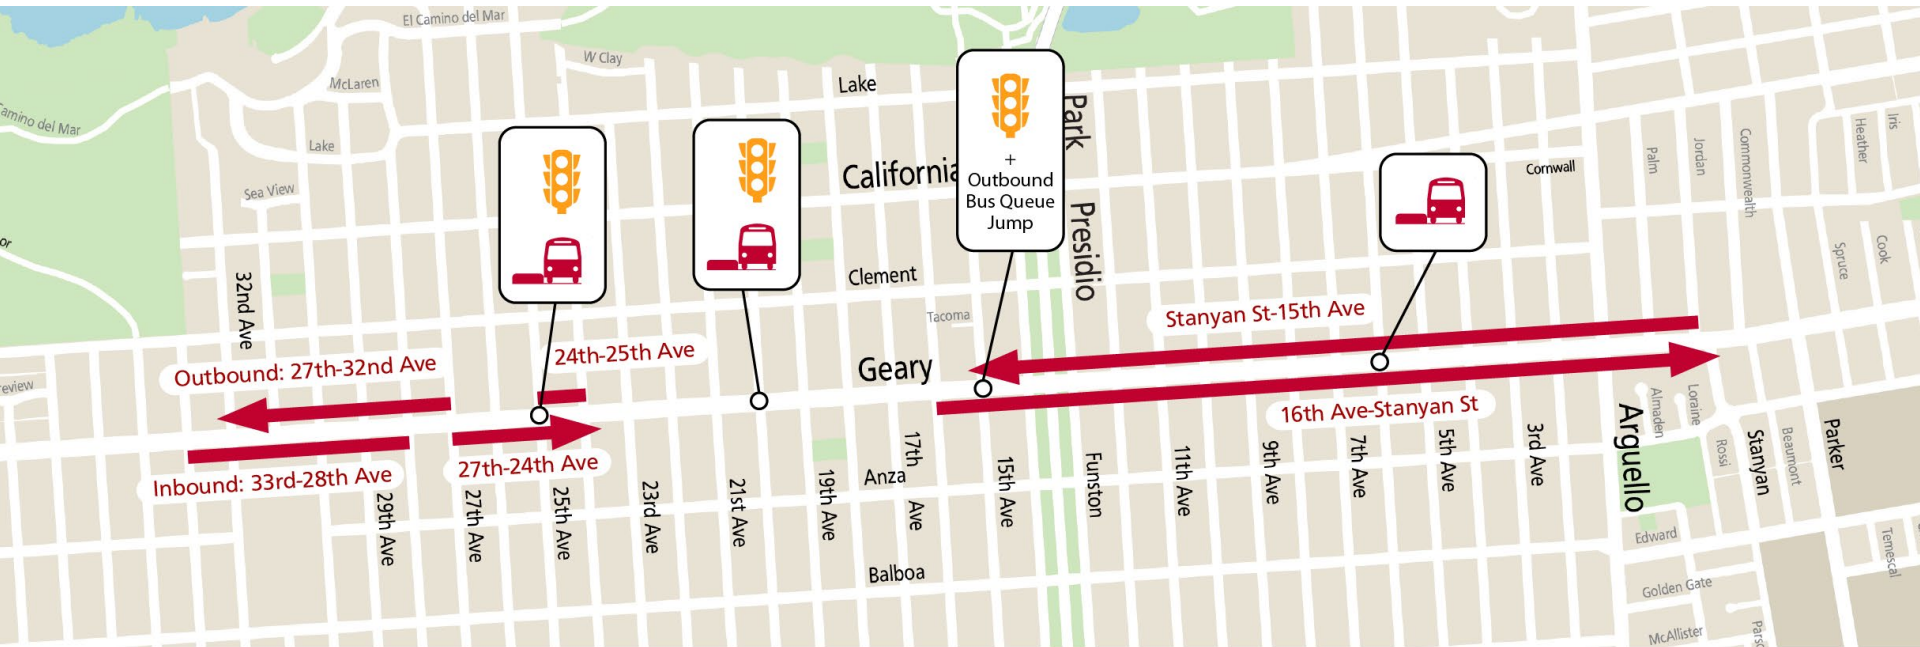 El Camino del Mar
W Clay
McLaren
Lake
Camino del Mar
Lake
Sea View
California
Park
Presidio
+
Outbound
Bus Queue
Jump
Cornwall
Palm
Jordan
Commonwealth
Heather
Iris
Spruce
Cook
32nd Ave
Clement
Tacoma
Stanyan St-15th Ave
24th-25th Ave
Outbound: 27th-32nd Ave
Geary
16th Ave-Stanyan St
27th-24th Ave
Inbound: 33rd-28th Ave
29th Ave
27th Ave
25th Ave
23rd Ave
21st Ave
19th Ave
17th Ave
Anza
15th Ave
Funston
11th Ave
9th Ave
7th Ave
5th Ave
3rd Ave
Arguello
Almaden
Loraine
Rossi
Stanyan
Beaumont
Parker
Balboa
Edward
Golden Gate
McAllister
Temescal